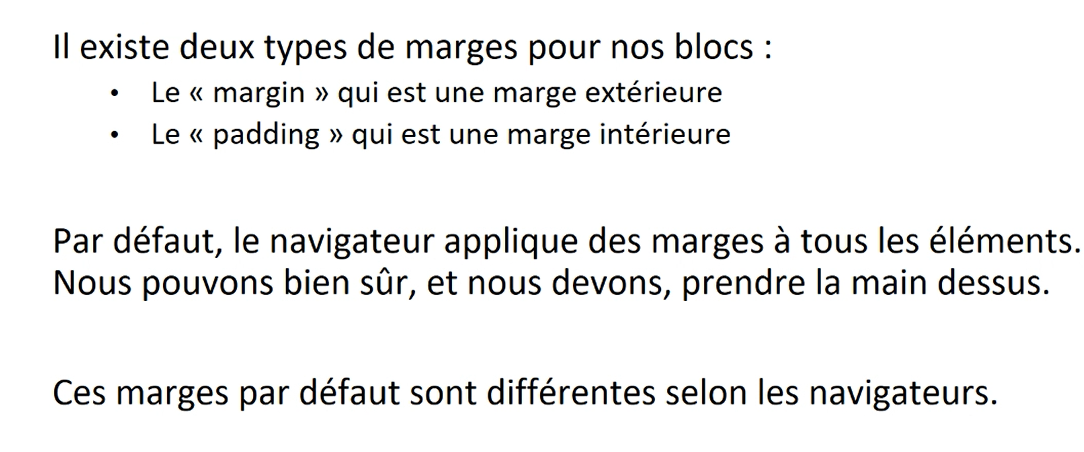 Il existe deux types de marges pour nos blocs :
• Le « margin » qui est une marge extérieure
• Le « padding » qui est une marge intérieure
Par défaut, le navigateur applique des marges à tous les éléments.
Nous pouvons bien sûr, et nous devons, prendre la main dessus.
Ces marges par défaut sont différentes selon les navigateurs.